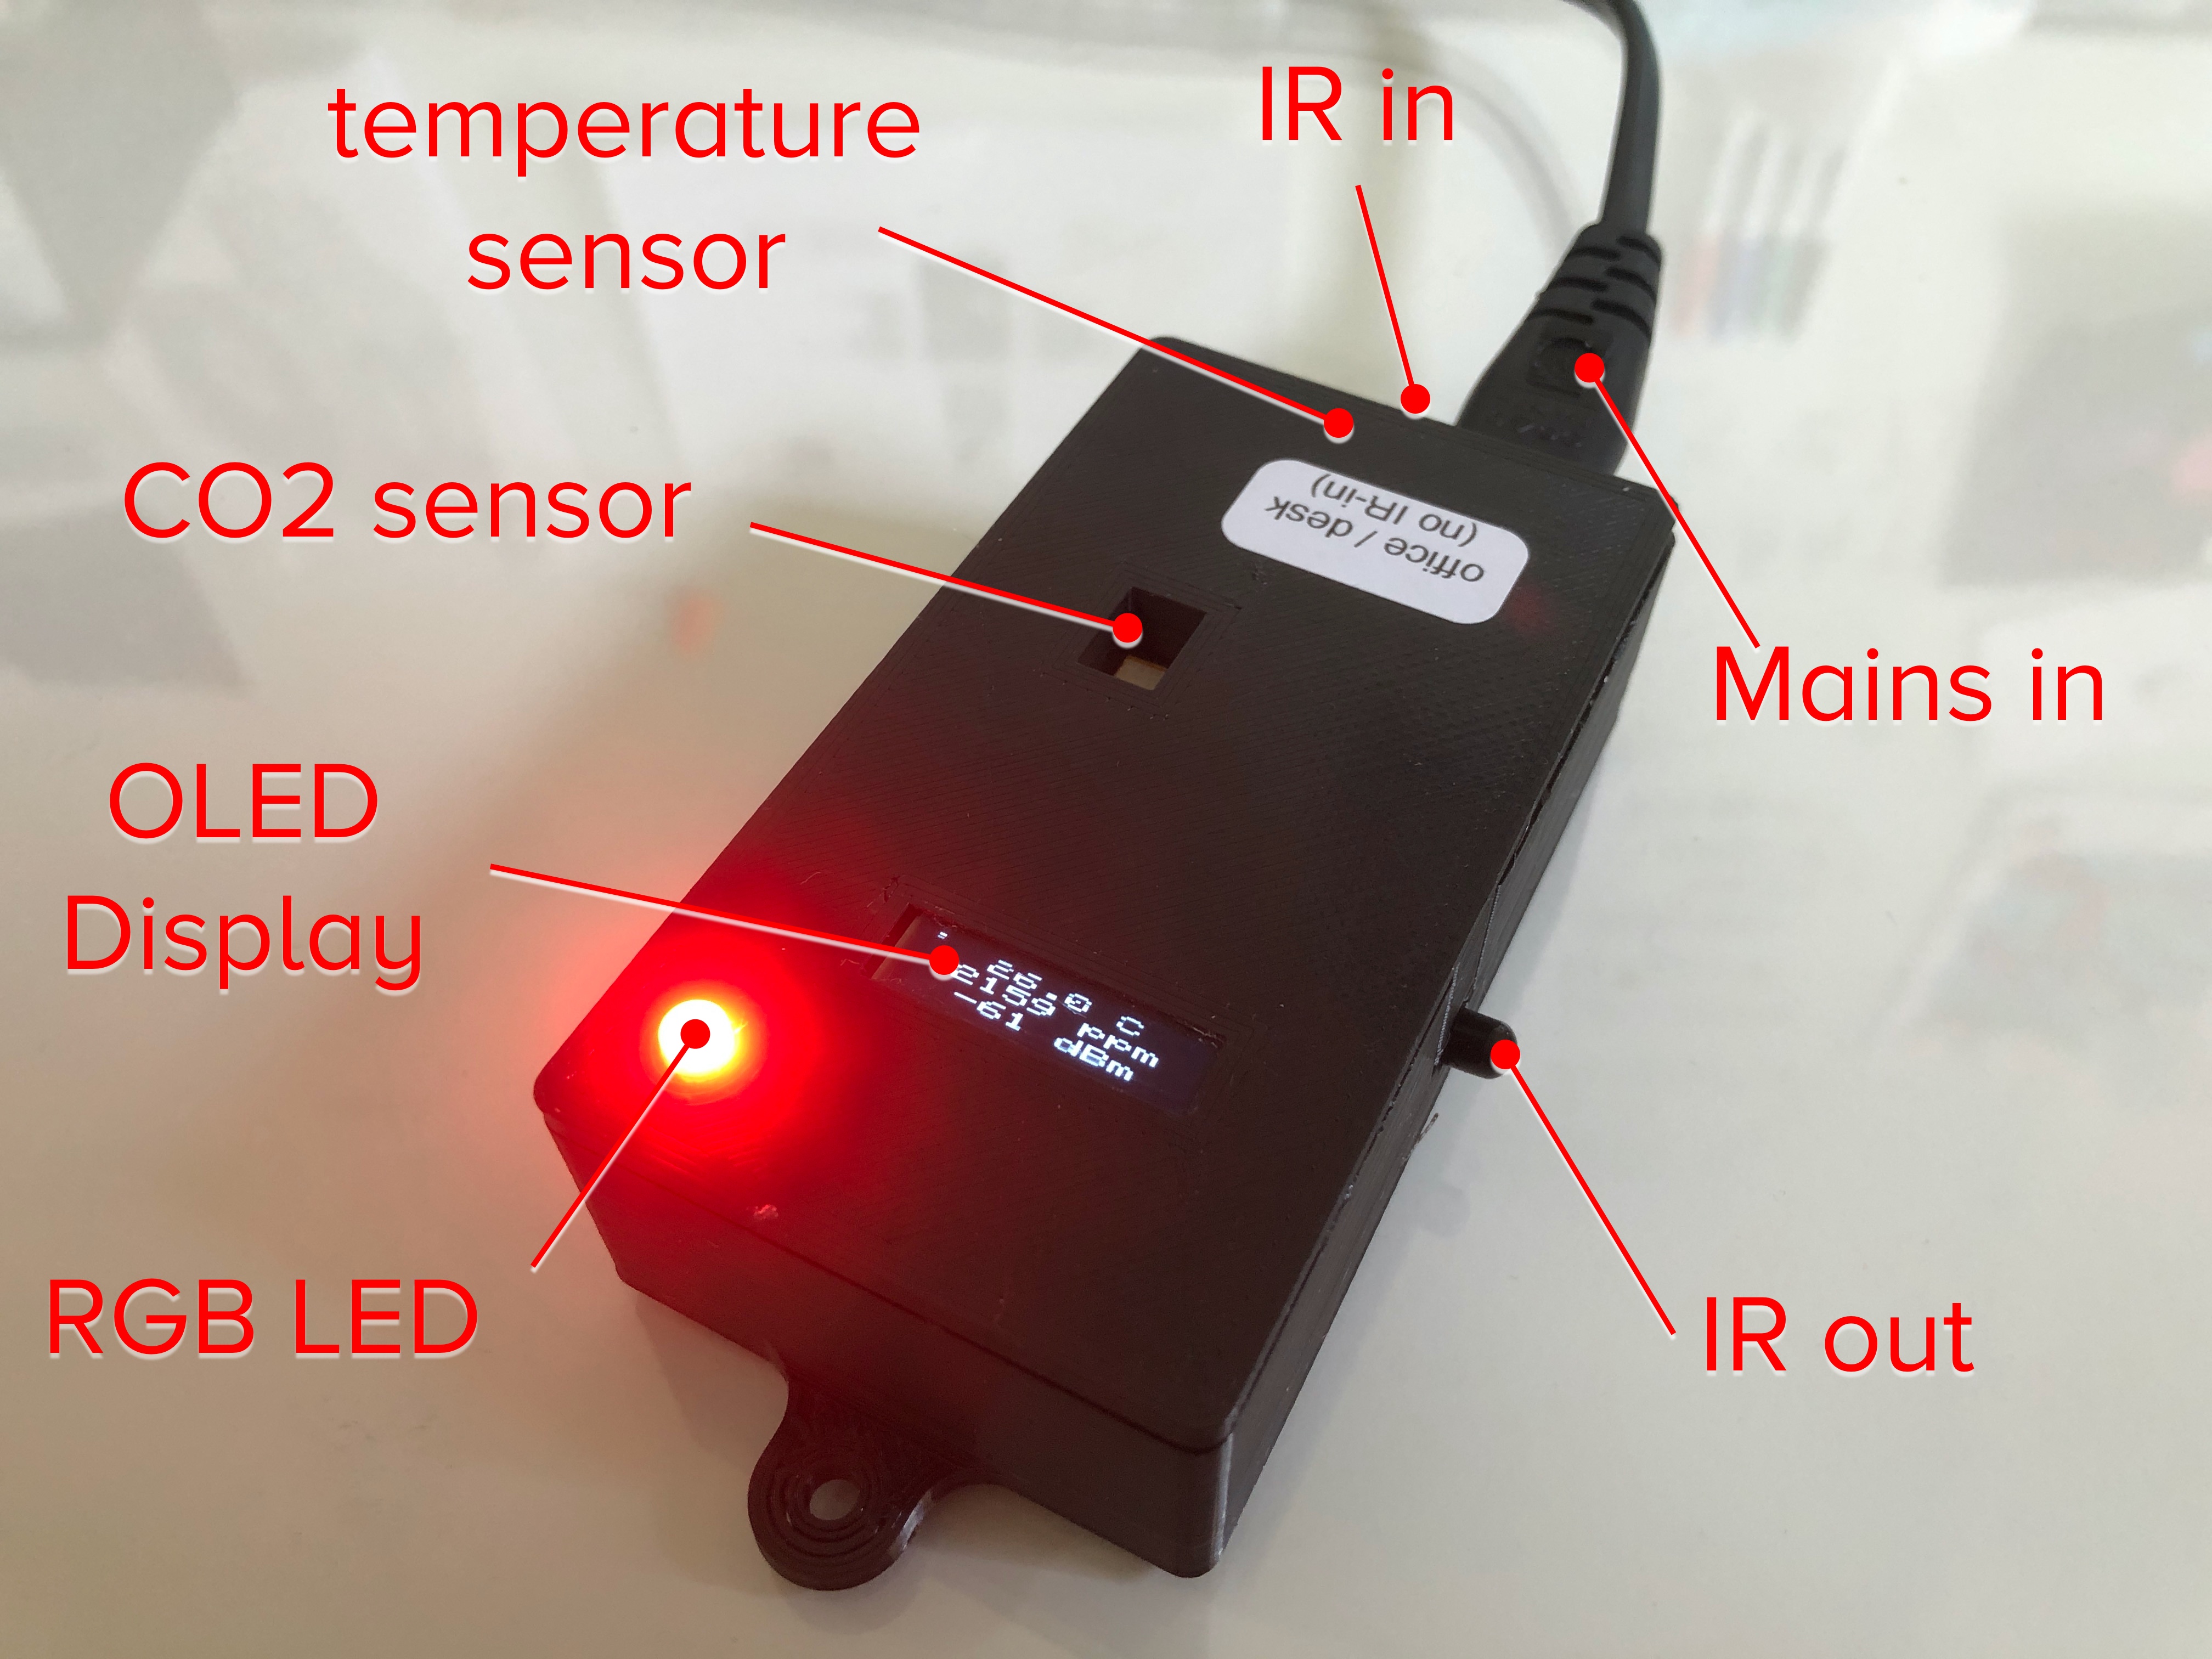 temperature
sensor
IR in
CO2 sensor
office / desk
(no IR-in)
Mains in
OLED
Display
26.0 C
2159 ppm
-61 dBm
RGB LED
IR out